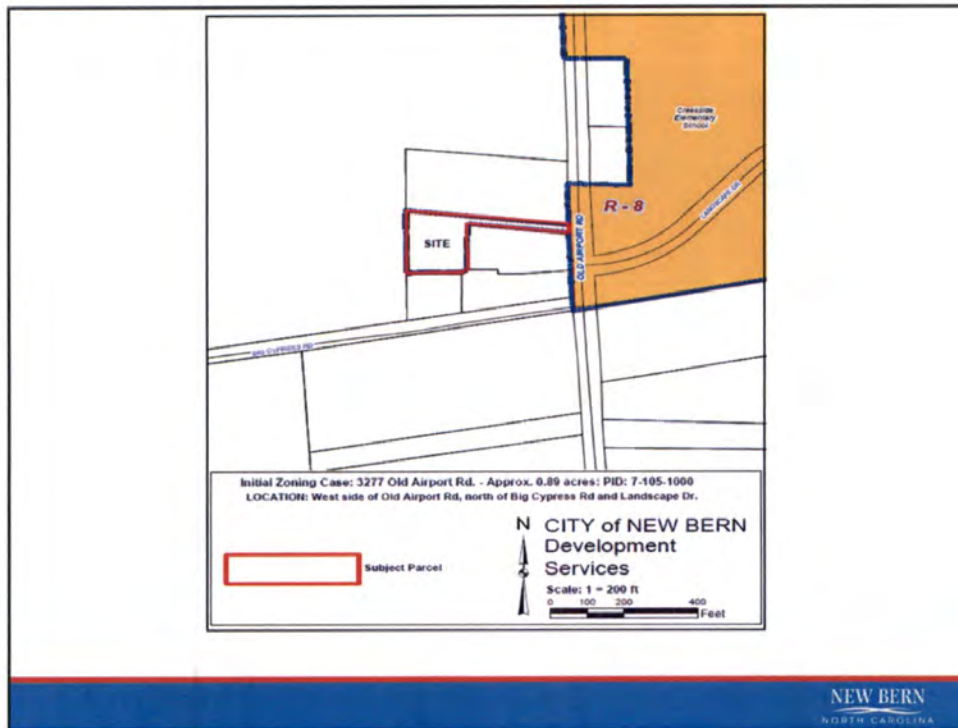 Creekside
Elementary
School
LANDSCAPE DR
R - 8
OLD AIRPORT RD
SITE
BIG CYPRESS RD
Initial Zoning Case: 3277 Old Airport Rd. - Approx. 0.89 acres: PID: 7-105-1000
LOCATION: West side of Old Airport Rd, north of Big Cypress Rd and Landscape Dr.
Subject Parcel
N
CITY of NEW BERN
Development
Services
Scale: 1 = 200 ft
0 100 200 400
Feet
NEW BERN
NORTH CAROLINA